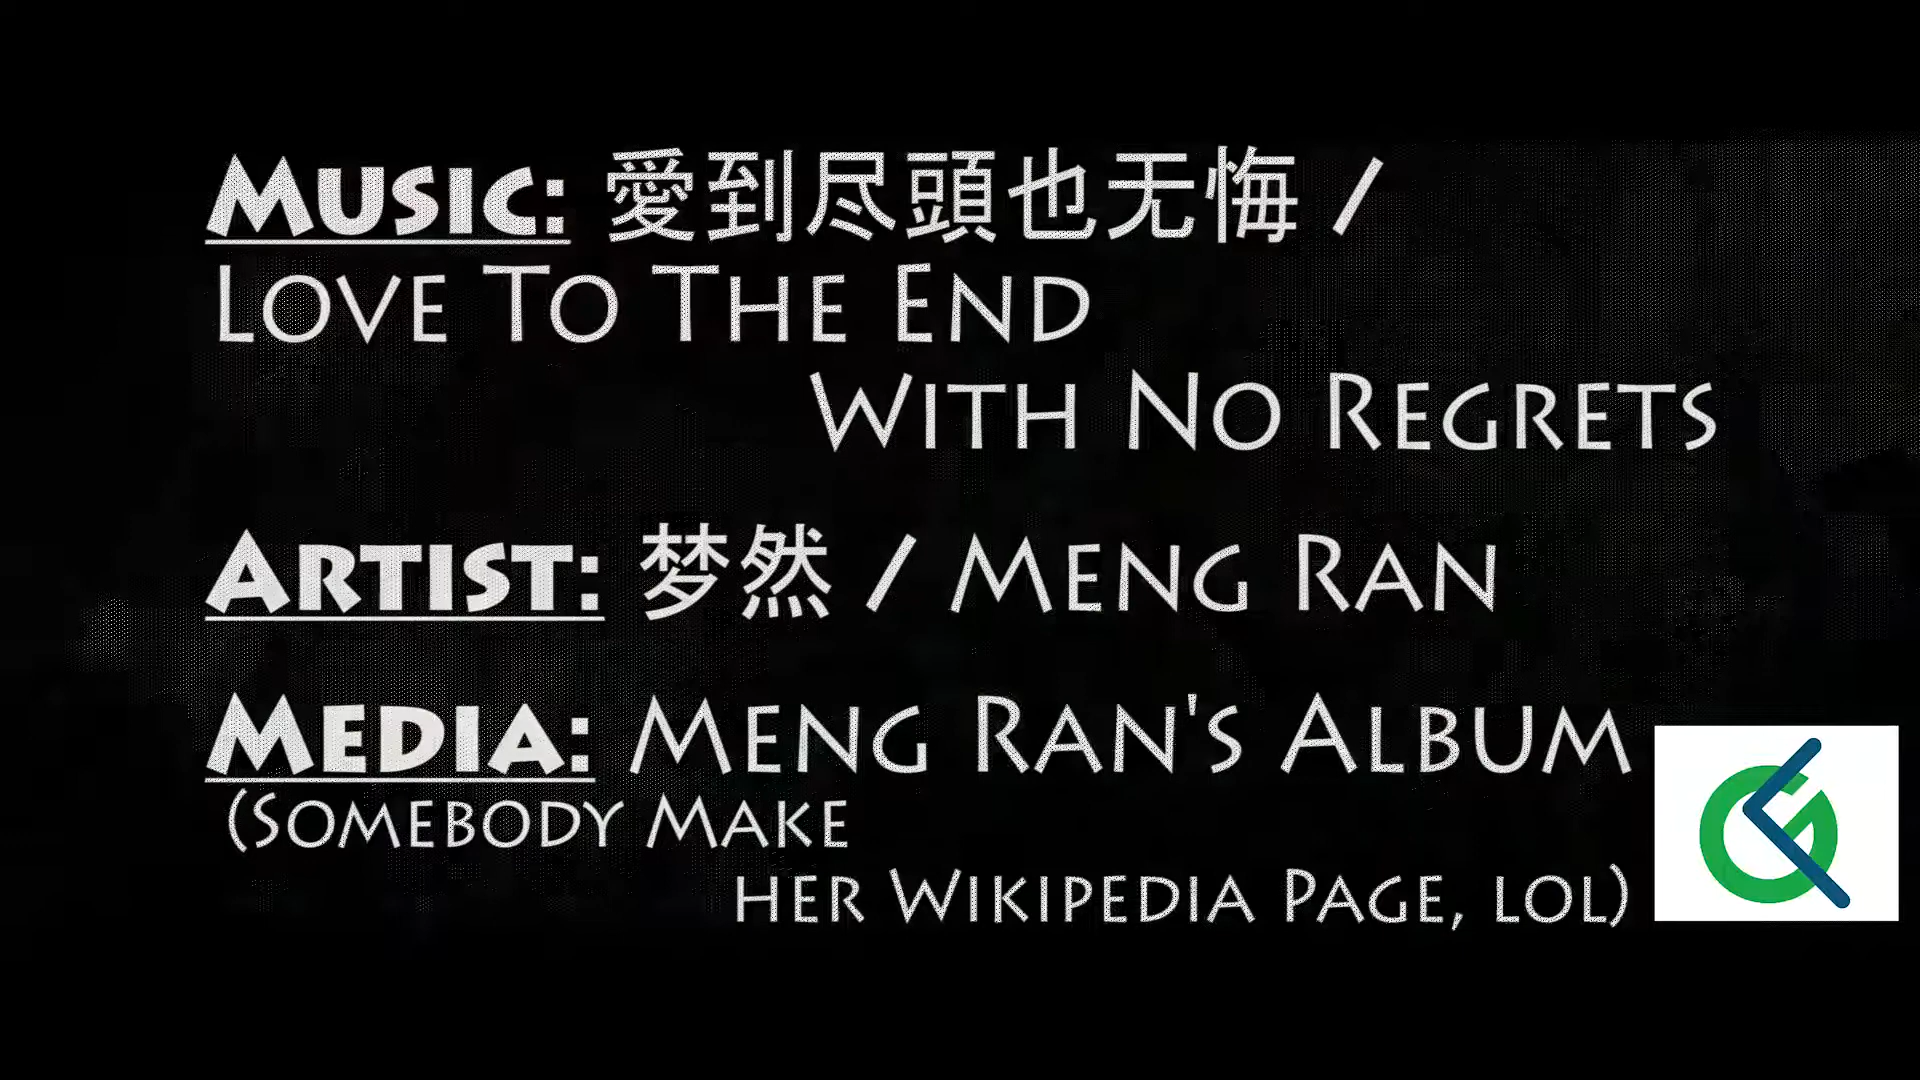 Music: 愛到尽頭也无悔 /
Love To The End
With No Regrets
Artist: 梦然 / Meng Ran
Media: Meng Ran's Album
(Somebody Make
her Wikipedia Page, lol)